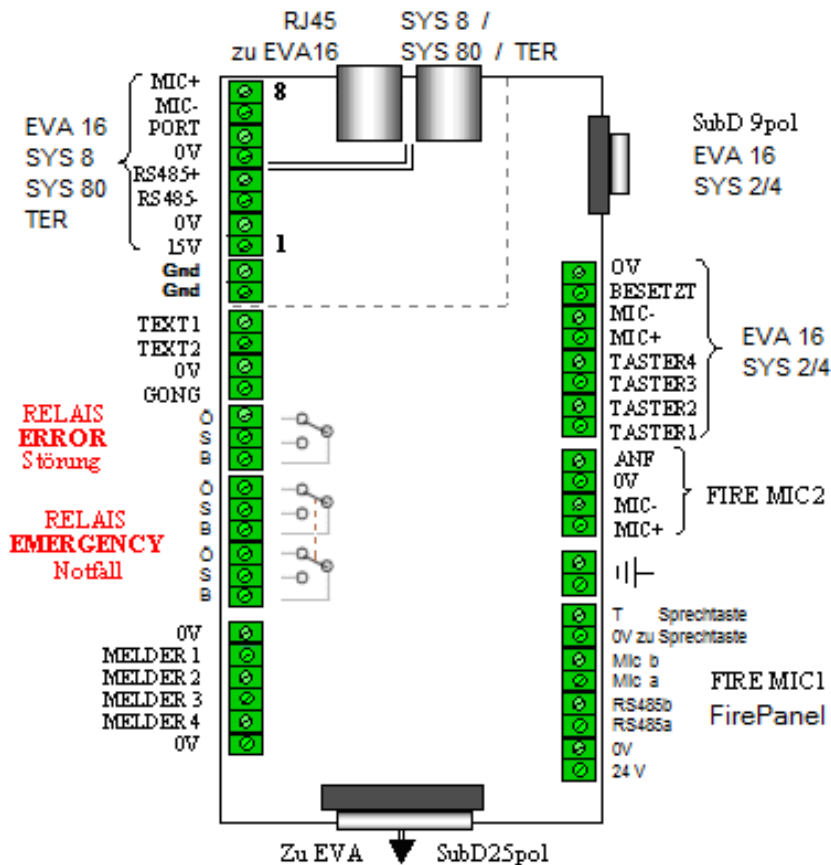 RJ45 SYS 8 /
zu EVA16 SYS 80 / TER
MIC+
MIC-
PORT
0V
RS485+
RS485-
0V
15V
Gnd
Gnd
8
1
EVA 16
SYS 8
SYS 80
TER
TEXT1
TEXT2
0V
GONG
RELAIS
ERROR
Störung
Ö
S
B
RELAIS
EMERGENCY
Notfall
Ö
S
B
Ö
S
B
0V
MELDER 1
MELDER 2
MELDER 3
MELDER 4
0V
SubD 9pol
EVA 16
SYS 2/4
0V
BESETZT
MIC-
MIC+
TASTER4
TASTER3
TASTER2
TASTER1
EVA 16
SYS 2/4
ANF
0V
MIC-
MIC+
FIRE MIC2
T Sprechtaste
0V zu Sprechtaste
Mic b
Mic a
RS485b
RS485a
0V
24 V
FIRE MIC1
FirePanel
Zu EVA SubD25pol